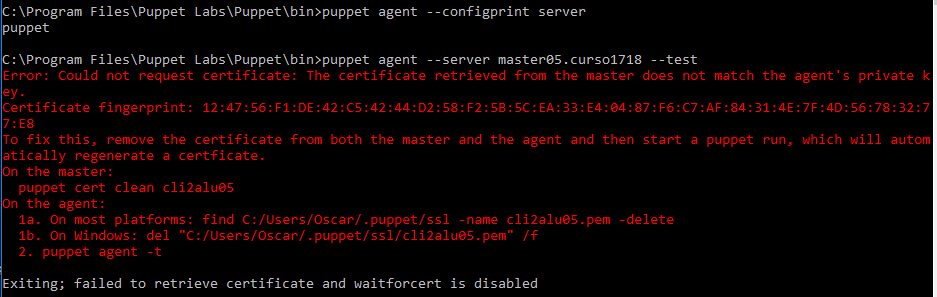 C:\Program Files\Puppet Labs\Puppet\bin>puppet agent --configprint server
puppet
C:\Program Files\Puppet Labs\Puppet\bin>puppet agent --server master05.curso1718 --test
Error: Could not request certificate: The certificate retrieved from the master does not match the agent's private k
ey.
Certificate fingerprint: 12:47:56:F1:DE:42:C5:42:44:D2:58:F2:5B:5C:EA:33:E4:04:87:F6:C7:AF:84:31:4E:7F:4D:56:78:32:7
7:E8
To fix this, remove the certificate from both the master and the agent and then start a puppet run, which will autom
atically regenerate a certficate.
On the master:
  puppet cert clean cli2alu05
On the agent:
  1a. On most platforms: find C:/Users/Oscar/.puppet/ssl -name cli2alu05.pem -delete
  1b. On Windows: del "C:/Users/Oscar/.puppet/ssl/cli2alu05.pem" /f
  2. puppet agent -t
Exiting; failed to retrieve certificate and waitforcert is disabled